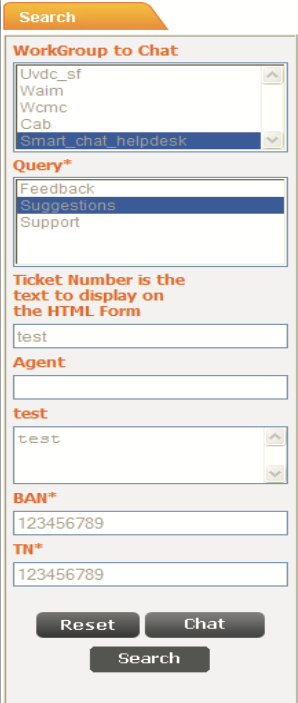 Search
WorkGroup to Chat
Uvdc_sf
Waim
Wcmc
Cab
Smart_chat_helpdesk
Query*
Feedback
Suggestions
Support
Ticket Number is the
text to display on
the HTML Form
test
Agent
test
test
BAN*
123456789
TN*
123456789
Reset Chat
Search